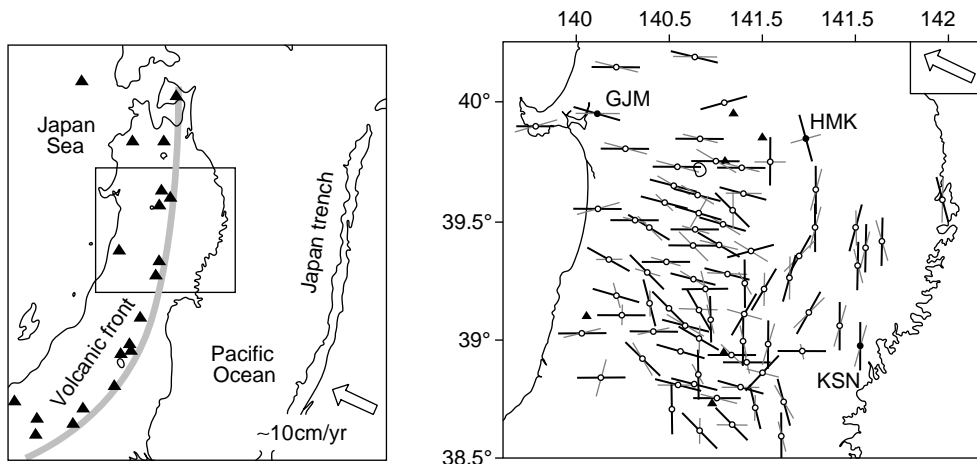 Japan
Sea
Volcanic front
Japan trench
Pacific
Ocean
~10cm/yr
140 140.5 141.5 141.5 142
40°
39.5°
39°
38.5°
GJM
HMK
KSN